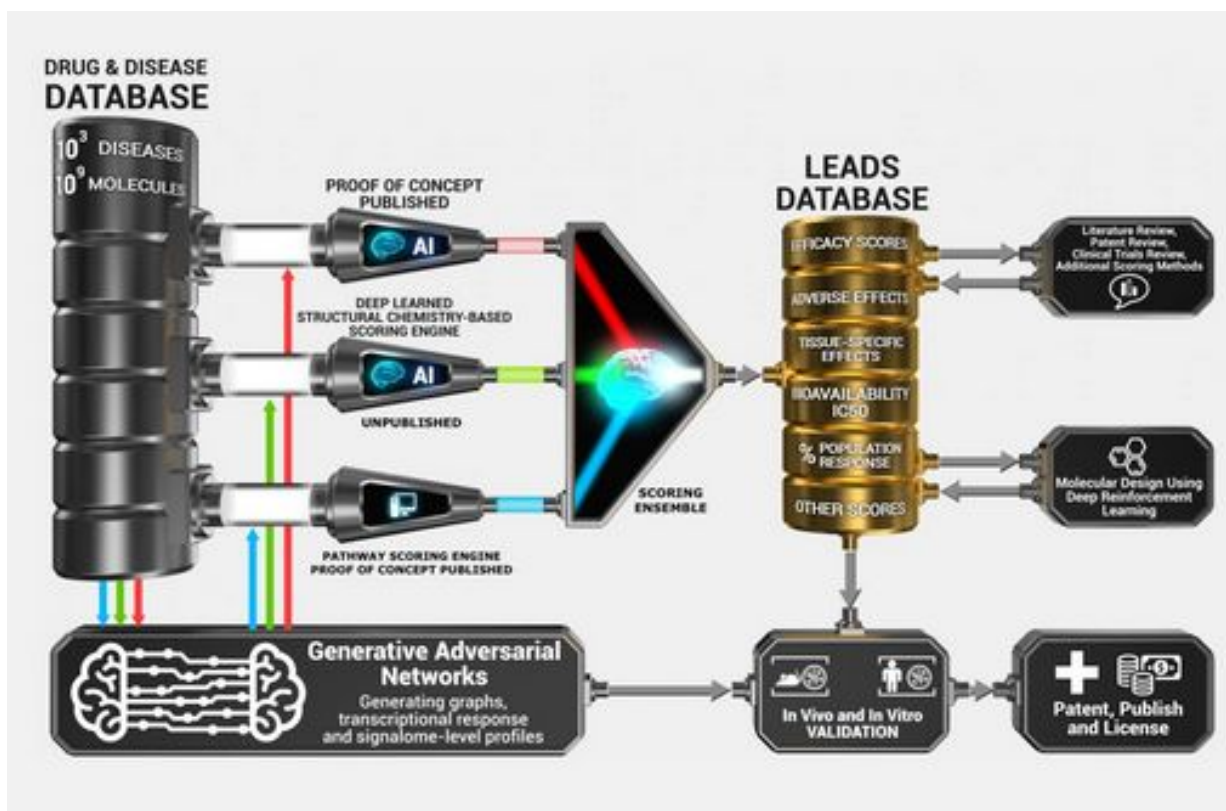 DRUG & DISEASE
DATABASE
10³ DISEASES
10⁹ MOLECULES
PROOF OF CONCEPT
PUBLISHED
AI
DEEP LEARNED
STRUCTURAL CHEMISTRY-BASED
SCORING ENGINE
AI
UNPUBLISHED
PATHWAY SCORING ENGINE
PROOF OF CONCEPT PUBLISHED
SCORING
ENSEMBLE
LEADS
DATABASE
EFFICACY SCORES
ADVERSE EFFECTS
TISSUE-SPECIFIC
EFFECTS
BIOAVAILABILITY
IC50
% POPULATION
RESPONSE
OTHER SCORES
Literature Review,
Patent Review,
Clinical Trials Review,
Additional Scoring Methods
Molecular Design Using
Deep Reinforcement
Learning
Generative Adversarial
Networks
Generating graphs,
transcriptional response
and signalome-level profiles
In Vivo and In Vitro
VALIDATION
Patent, Publish
and License